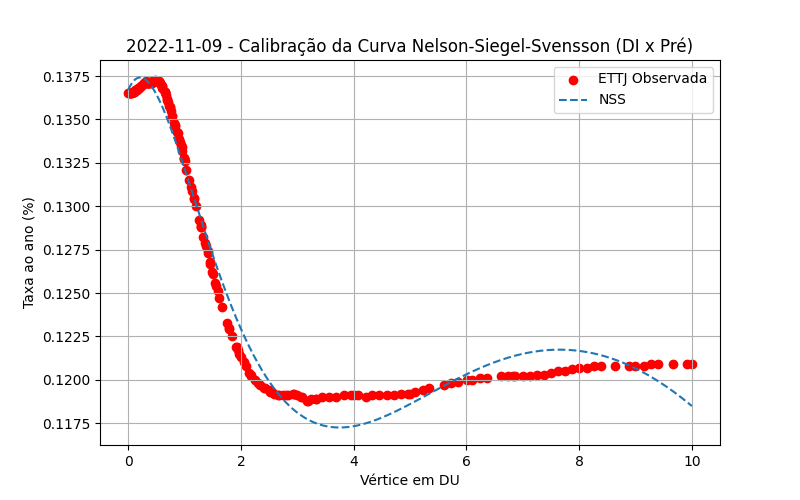 2022-11-09 - Calibração da Curva Nelson-Siegel-Svensson (DI x Pré)
ETTJ Observada
NSS
Taxa ao ano (%)
0.1375
0.1350
0.1325
0.1300
0.1275
0.1250
0.1225
0.1200
0.1175
0 2 4 6 8 10
Vértice em DU